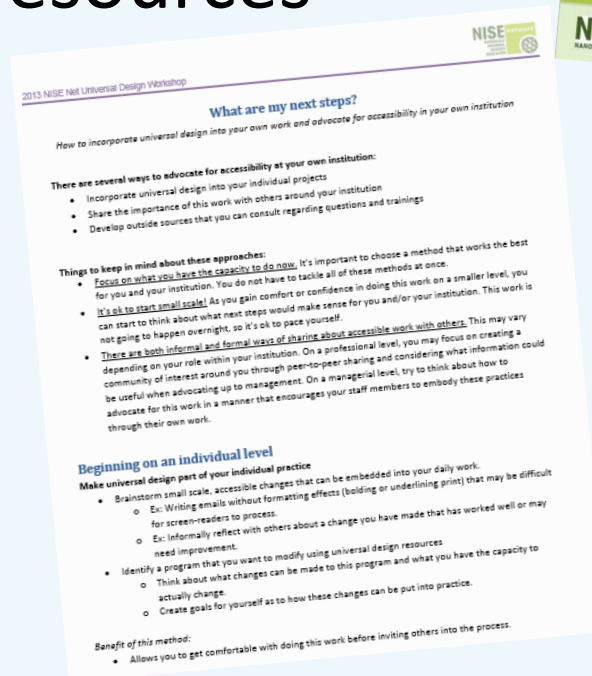 esources
NISE
N
NANO
2013 NISE Net Universal Design Workshop
What are my next steps?
How to incorporate universal design into your own work and advocate for accessibility in your own institution
There are several ways to advocate for accessibility at your own institution:
• Incorporate universal design into your individual projects
• Share the importance of this work with others around your institution
• Develop outside sources that you can consult regarding questions and trainings
Things to keep in mind about these approaches:
• Focus on what you have the capacity to do now. It's important to choose a method that works the best
for you and your institution. You do not have to tackle all of these methods at once.
• It's ok to start small scale! As you gain comfort or confidence in doing this work on a smaller level, you
can start to think about what next steps would make sense for you and/or your institution. This work is
not going to happen overnight, so it's ok to pace yourself.
• There are both informal and formal ways of sharing about accessible work with others. This may vary
depending on your role within your institution. On a professional level, you may focus on creating a
community of interest around you through peer-to-peer sharing and considering what information could
be useful when advocating up to management. On a managerial level, try to think about how to
advocate for this work in a manner that encourages your staff members to embody these practices
through their own work.
Beginning on an individual level
Make universal design part of your individual practice
• Brainstorm small scale, accessible changes that can be embedded into your daily work.
o Ex: Writing emails without formatting effects (bolding or underlining print) that may be difficult
for screen-readers to process.
o Ex: Informally reflect with others about a change you have made that has worked well or may
need improvement.
• Identify a program that you want to modify using universal design resources
o Think about what changes can be made to this program and what you have the capacity to
actually change.
o Create goals for yourself as to how these changes can be put into practice.
Benefit of this method:
• Allows you to get comfortable with doing this work before inviting others into the process.